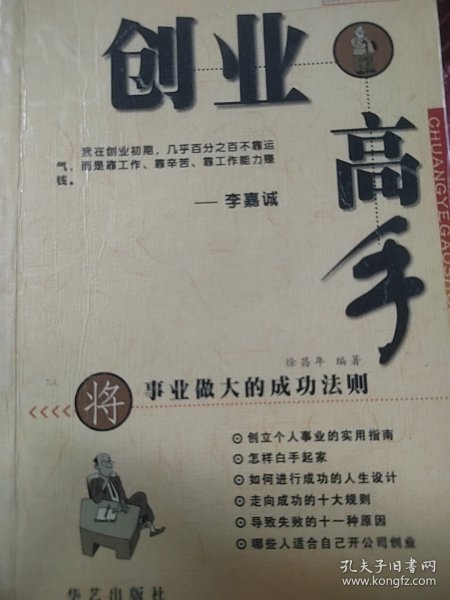 创业
高手
CHUANGYEGAOS
我在创业初期，几乎百分之百不靠运
气，而是靠工作、靠辛苦、靠工作能力赚
钱。
——李嘉诚
徐昌年 编著
将 事业做大的成功法则
⊙ 创立个人事业的实用指南
⊙ 怎样白手起家
⊙ 如何进行成功的人生设计
⊙ 走向成功的十大规则
⊙ 导致失败的十一种原因
⊙ 哪些人适合自己开公司创业
华艺出版社
孔夫子旧书网
www.kongfz.com